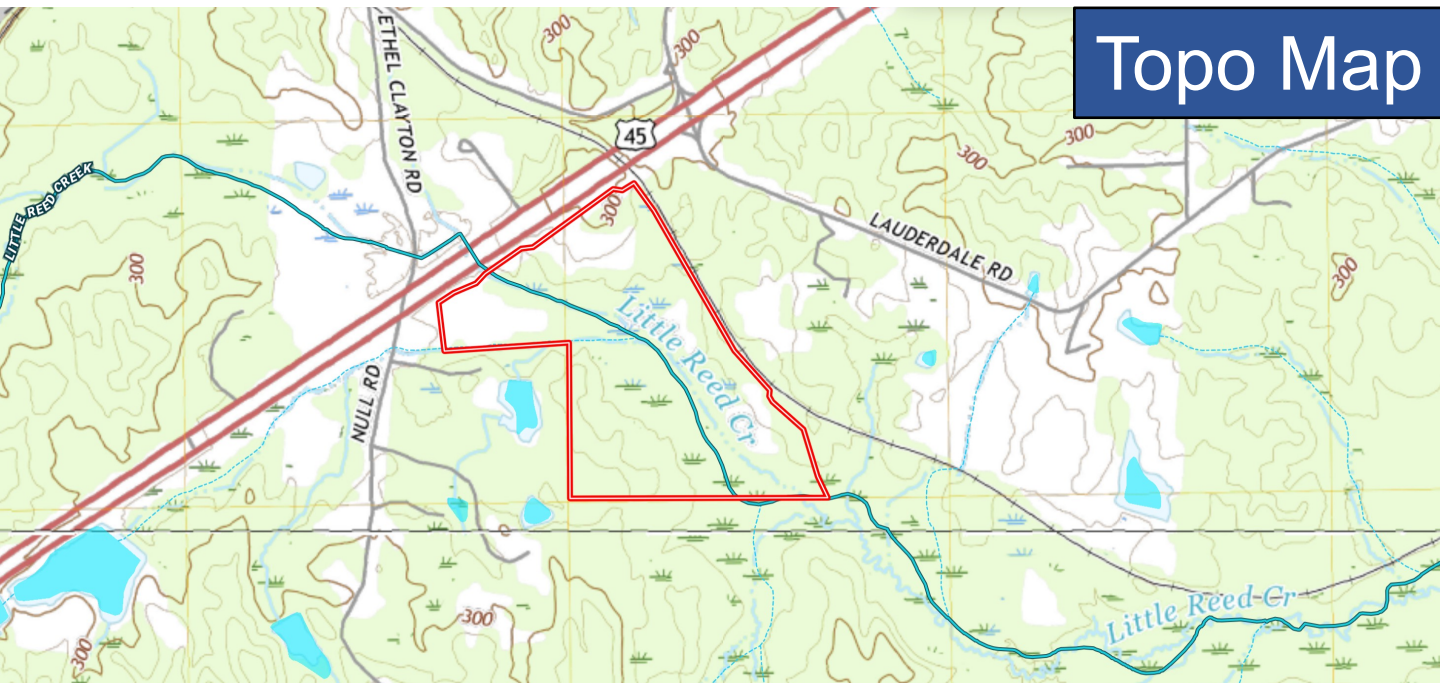 Topo Map
ETHEL CLAYTON RD
300
300
45
300
300
LITTLE REED CREEK
300
LAUDERDALE RD
300
300
Little Reed Cr
NULL RD
Little Reed Cr
300
300